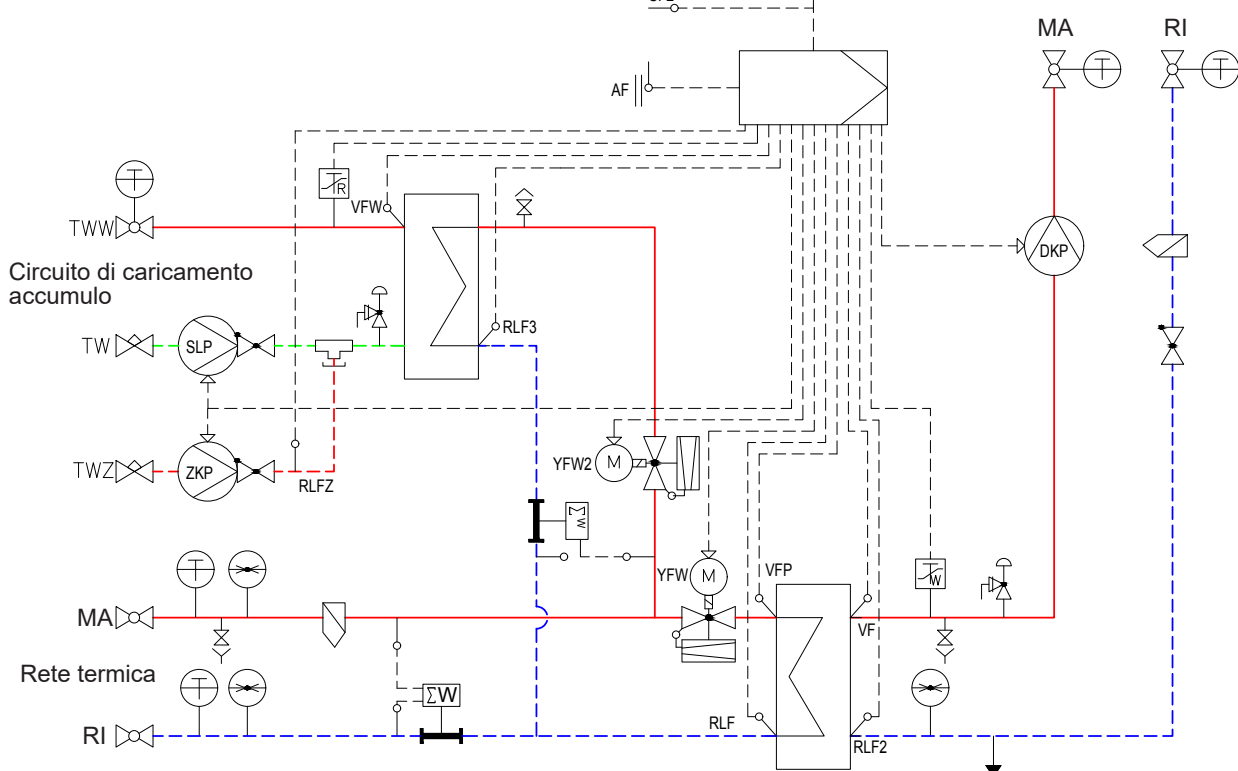 MA
RI
T
T
AF
T
R
VFW
TWW
DKP
Circuito di caricamento
accumulo
RLF3
TW
SLP
YFW2
M
TWZ
ZKP
RLFZ
ΣW
T
YFW
M
VFP
W
MA
VF
Rete termica
T
ΣW
RI
RLF
RLF2